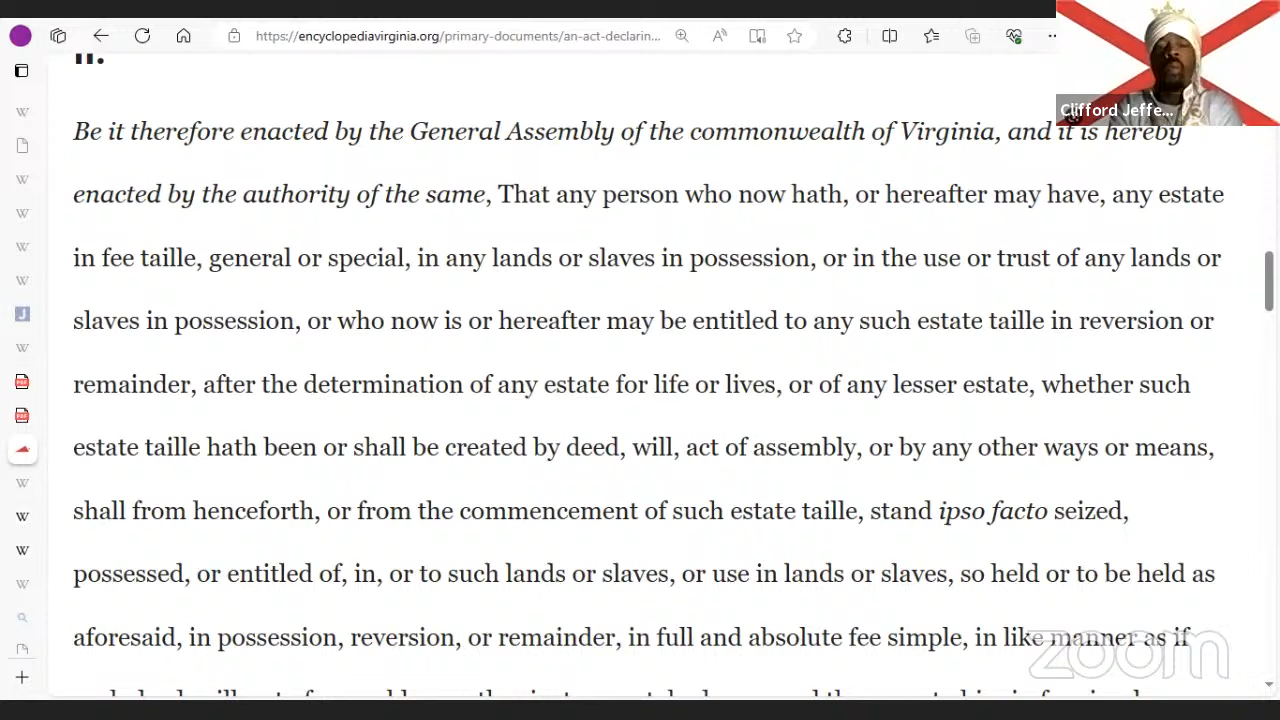 https://encyclopediavirginia.org/primary-documents/an-act-declarin...
II.
Clifford Jeffe...
Be it therefore enacted by the General Assembly of the commonwealth of Virginia, and it is hereby
enacted by the authority of the same, That any person who now hath, or hereafter may have, any estate
in fee taille, general or special, in any lands or slaves in possession, or in the use or trust of any lands or
slaves in possession, or who now is or hereafter may be entitled to any such estate taille in reversion or
remainder, after the determination of any estate for life or lives, or of any lesser estate, whether such
estate taille hath been or shall be created by deed, will, act of assembly, or by any other ways or means,
shall from henceforth, or from the commencement of such estate taille, stand ipso facto seized,
possessed, or entitled of, in, or to such lands or slaves, or use in lands or slaves, so held or to be held as
aforesaid, in possession, reversion, or remainder, in full and absolute fee simple, in like manner as if
zoom